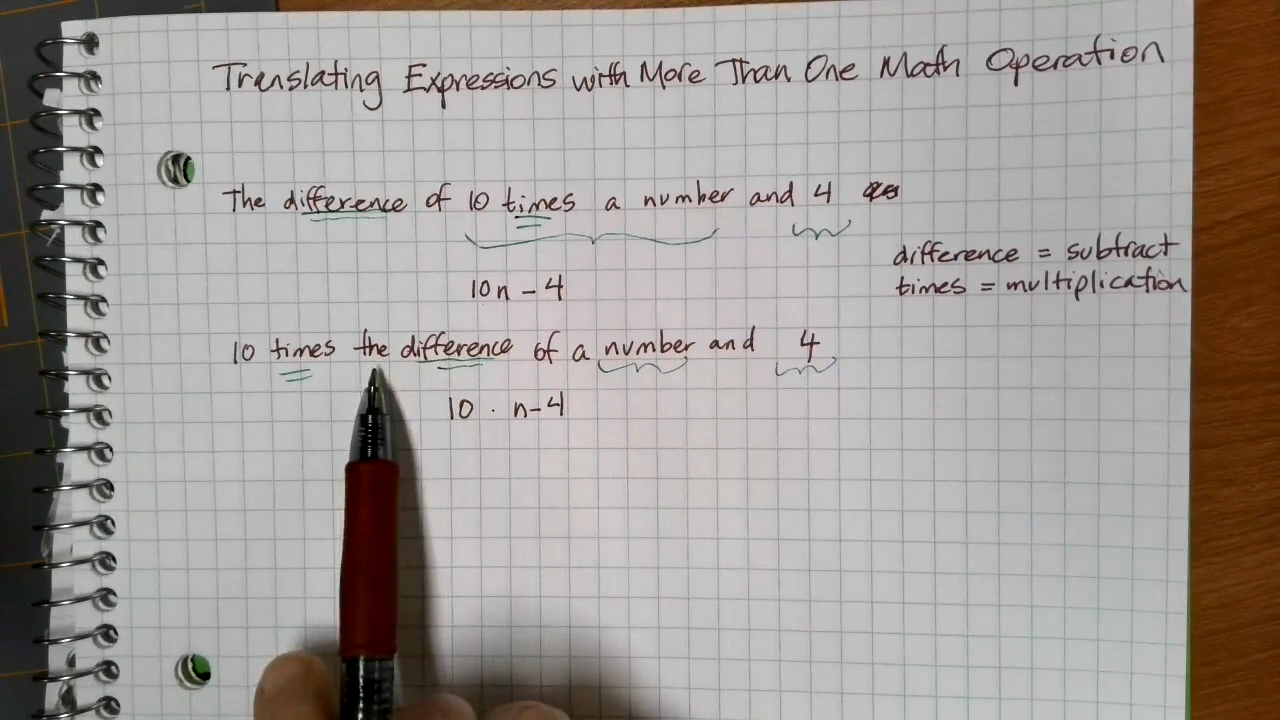 Translating Expressions with More Than One Math Operation
The difference of 10 times a number and 4
difference = subtract
times = multiplication
10n - 4
10 times the difference of a number and 4
10 · n-4